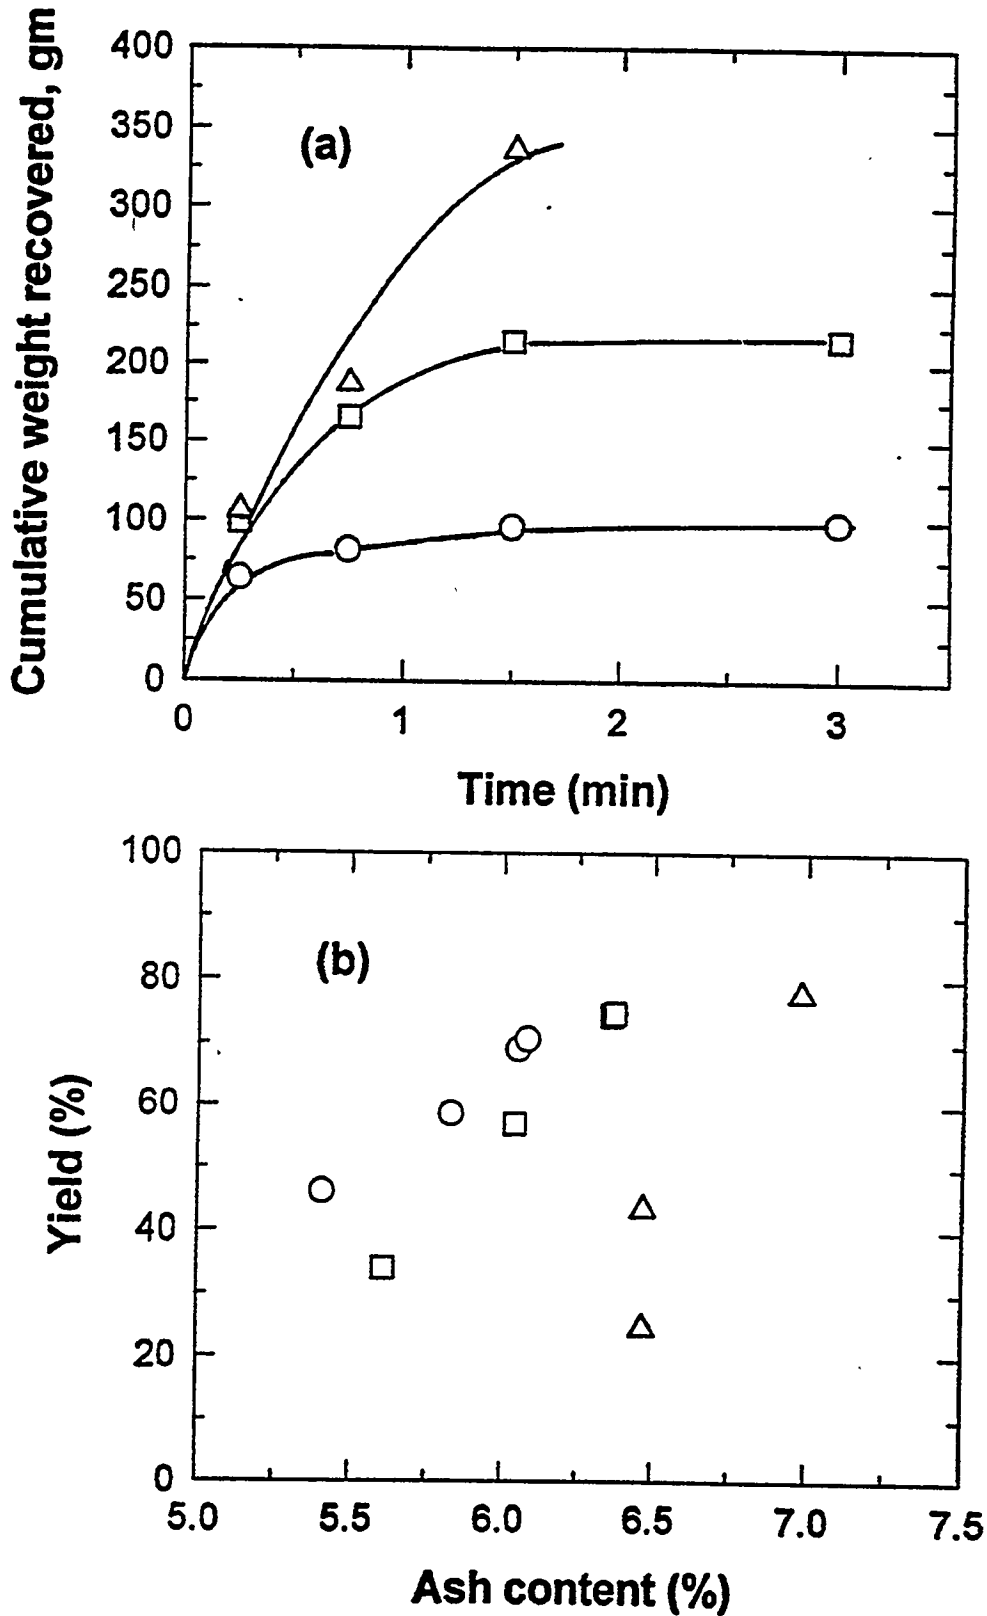 Cumulative weight recovered, gm
400
350
300
250
200
150
100
50
0
(a)
0 1 2 3
Time (min)
Yield (%)
100
80
60
40
20
0
(b)
5.0 5.5 6.0 6.5 7.0 7.5
Ash content (%)